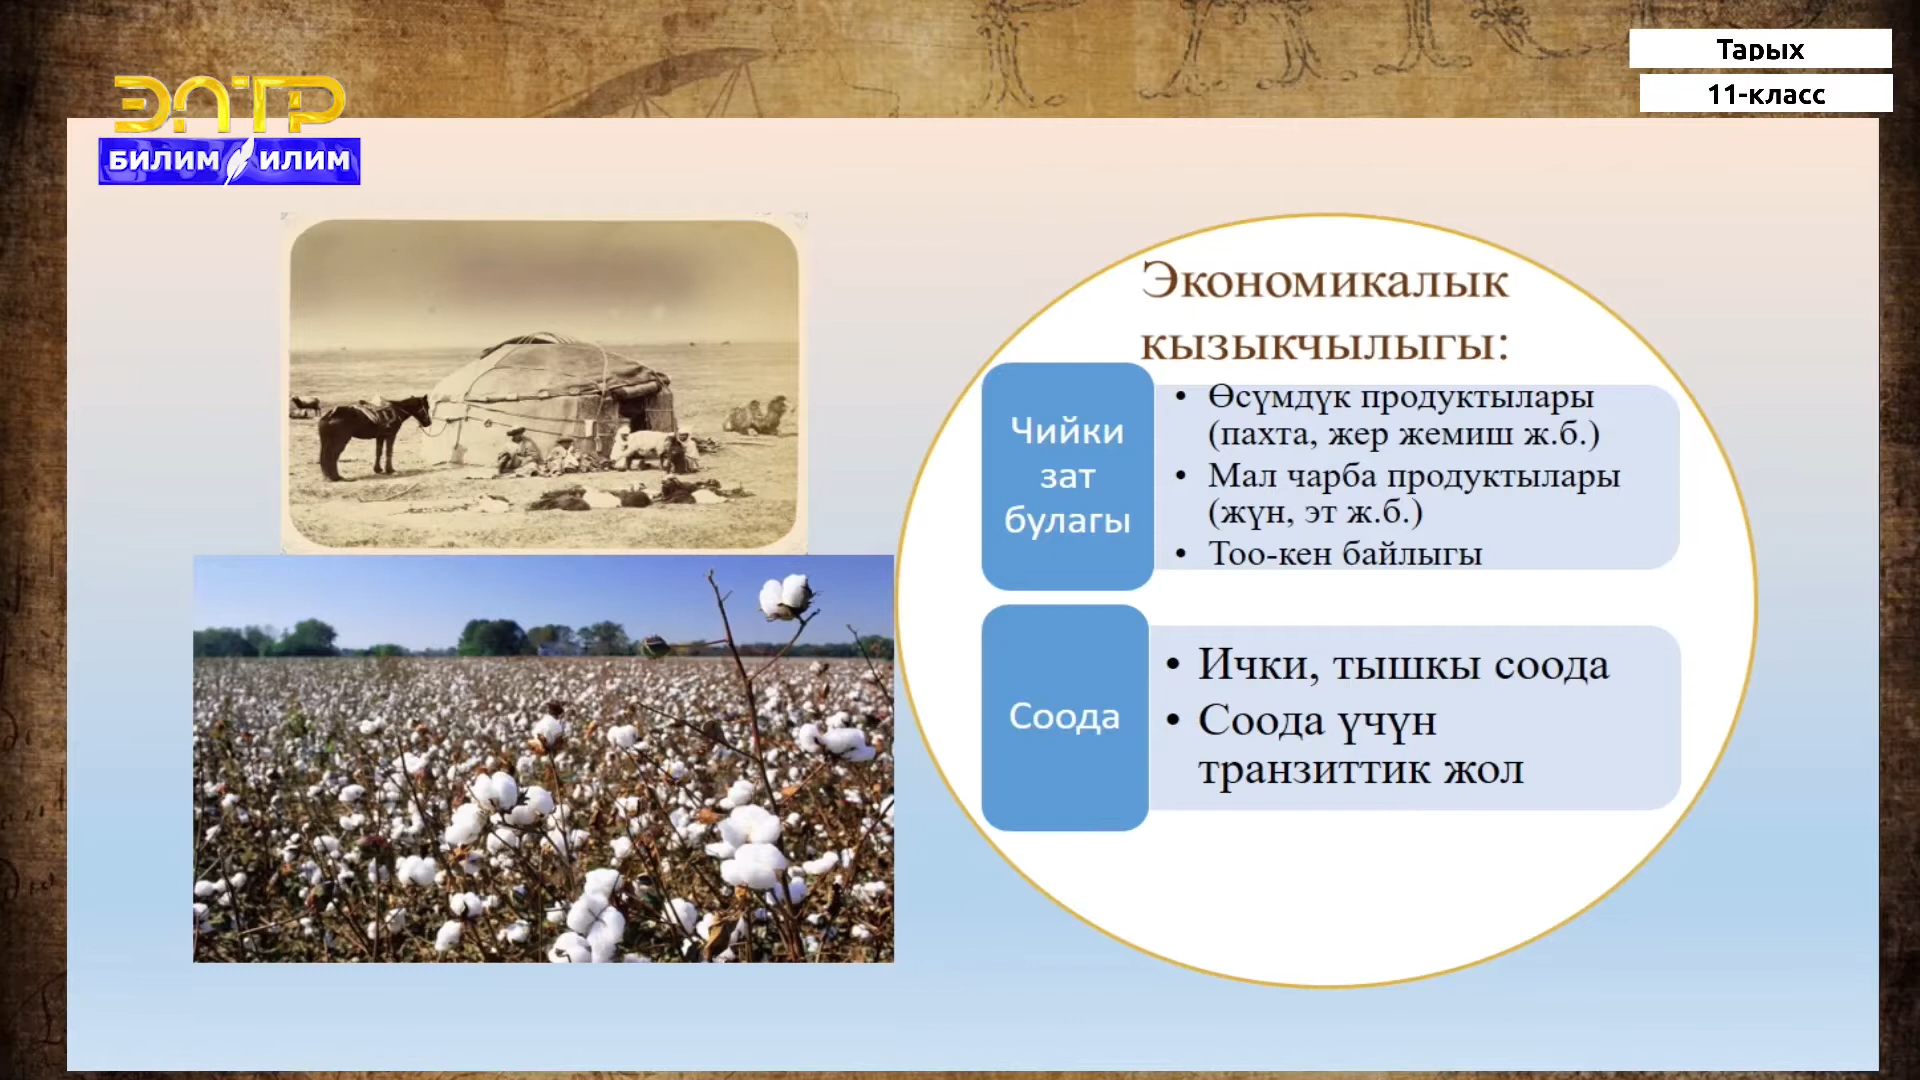 Тарых
11-класс
ЭЛТР
БИЛИМ ИЛИМ
Экономикалык
кызыкчылыгы:
Чийки
зат
булагы
• Өсүмдүк продуктылары
(пахта, жер жемиш ж.б.)
• Мал чарба продуктылары
(жүн, эт ж.б.)
• Тоо-кен байлыгы
Соода
• Ички, тышкы соода
• Соода үчүн
транзиттик жол